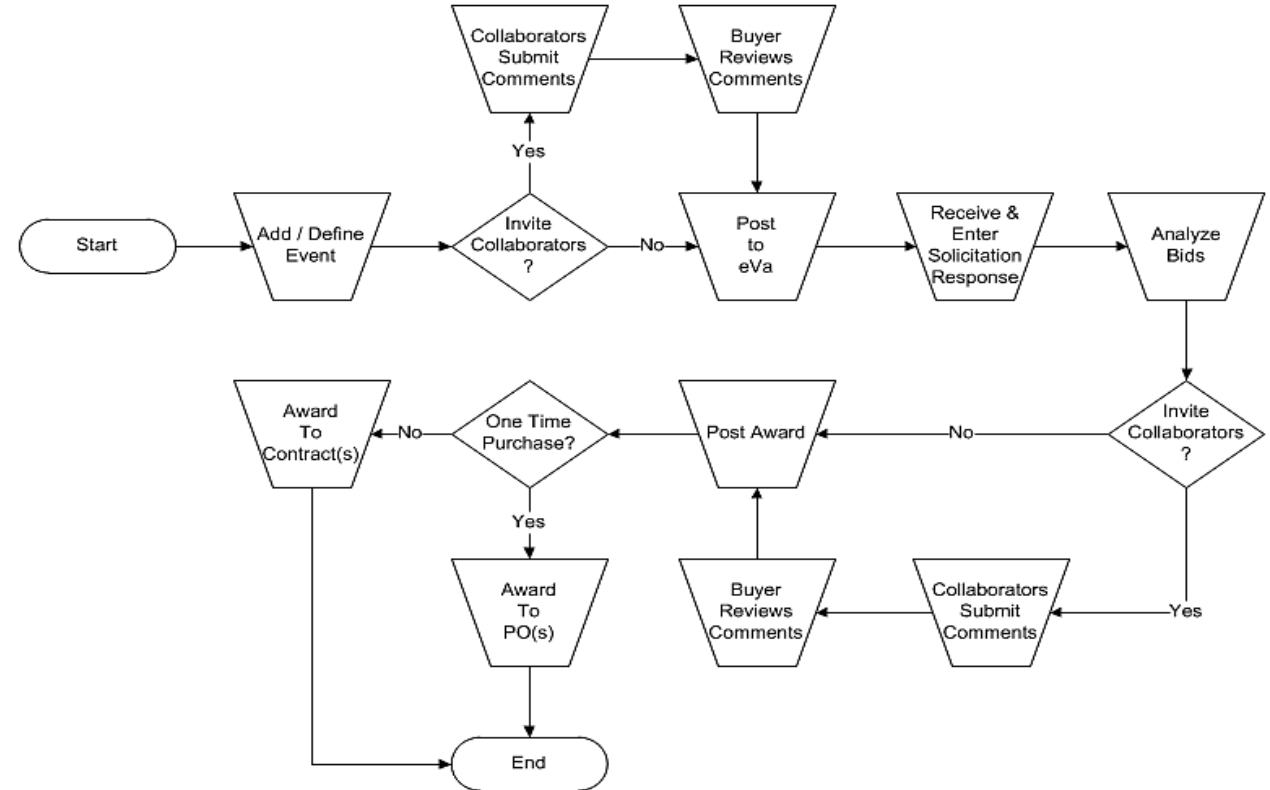 Collaborators
Submit
Comments
Buyer
Reviews
Comments
Yes
Start
Add / Define
Event
Invite
Collaborators
?
No
Post
to
eVa
Receive &
Enter
Solicitation
Response
Analyze
Bids
Award
To
Contract(s)
No
One Time
Purchase?
Post Award
No
Invite
Collaborators
?
Yes
Award
To
PO(s)
Buyer
Reviews
Comments
Collaborators
Submit
Comments
Yes
End